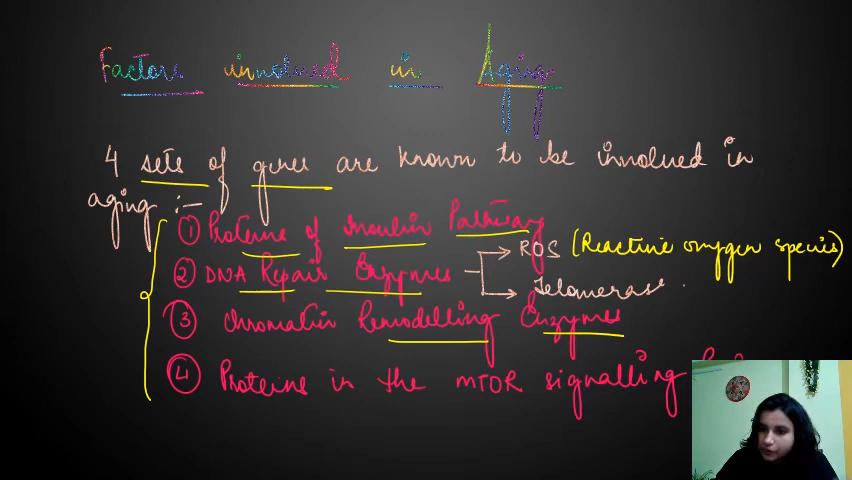 Factors involved in Aging
4 sets of genes are known to be involved in
aging :-
① Proteins of Insulin Pathway
② DNA Repair Enzymes → ROS (Reactive oxygen species)
→ Telomerase
③ Chromatin Remodelling Enzymes
④ Proteins in the mTOR signalling